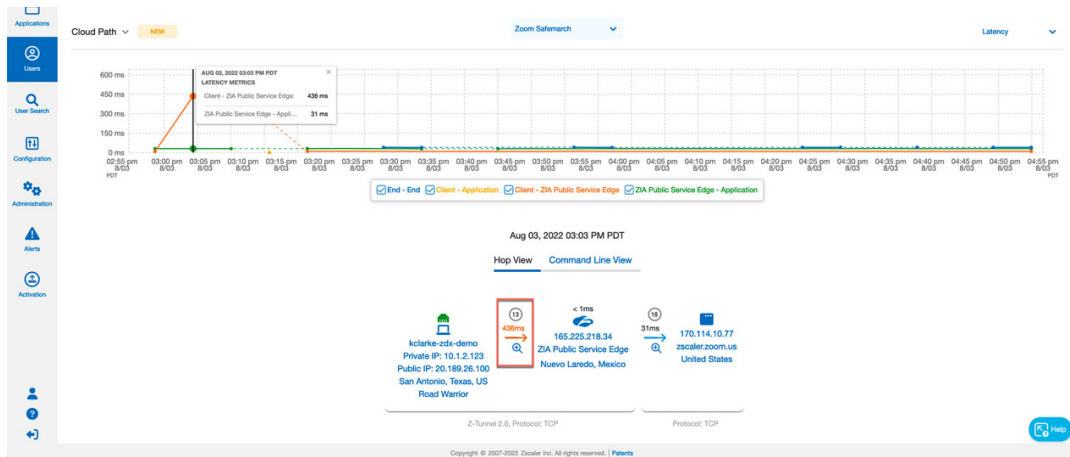 Applications
Users
User Search
Configuration
Administration
Alerts
Activation
Cloud Path
NEW
Zoom Safemarch
Latency
600 ms
450 ms
300 ms
150 ms
0 ms
AUG 03, 2022 03:03 PM PDT
×
LATENCY METRICS
Client - ZIA Public Service Edge: 436 ms
ZIA Public Service Edge - Appli... 31 ms
02:55 pm 03:00 pm 03:05 pm 03:10 pm 03:15 pm 03:20 pm 03:25 pm 03:30 pm 03:35 pm 03:40 pm 03:45 pm 03:50 pm 03:55 pm 04:00 pm 04:05 pm 04:10 pm 04:15 pm 04:20 pm 04:25 pm 04:30 pm 04:35 pm 04:40 pm 04:45 pm 04:50 pm 04:55 pm
8/03 8/03 8/03 8/03 8/03 8/03 8/03 8/03 8/03 8/03 8/03 8/03 8/03 8/03 8/03 8/03 8/03 8/03 8/03 8/03 8/03 8/03 8/03 8/03 8/03
PDT PDT
End - End Client - Application Client - ZIA Public Service Edge ZIA Public Service Edge - Application
Aug 03, 2022 03:03 PM PDT
Hop View Command Line View
13
436ms
< 1ms
18
31ms
kclarke-zdx-demo
Private IP: 10.1.2.123
Public IP: 20.189.26.100
San Antonio, Texas, US
Road Warrior
165.225.218.34
ZIA Public Service Edge
Nuevo Laredo, Mexico
170.114.10.77
zscaler.zoom.us
United States
Z-Tunnel 2.0, Protocol: TCP
Protocol: TCP
Help
Copyright © 2007-2022 Zscaler Inc. All rights reserved. | Patents